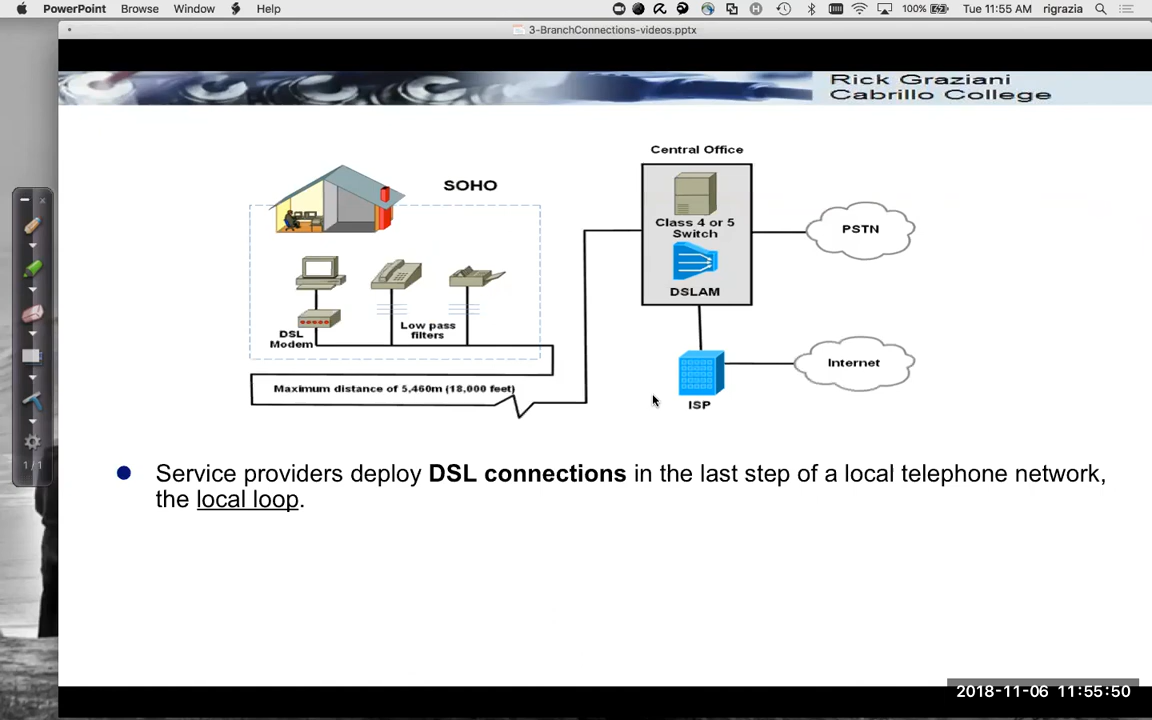 PowerPoint Browse Window Help
100% Tue 11:55 AM rigrazia
3-BranchConnections-videos.pptx
Rick Graziani
Cabrillo College
Central Office
SOHO
Class 4 or 5
Switch
PSTN
DSLAM
DSL
Modem
Low pass
filters
Internet
Maximum distance of 5,460m (18,000 feet)
ISP
1/1
Service providers deploy DSL connections in the last step of a local telephone network,
the local loop.
2018-11-06 11:55:50